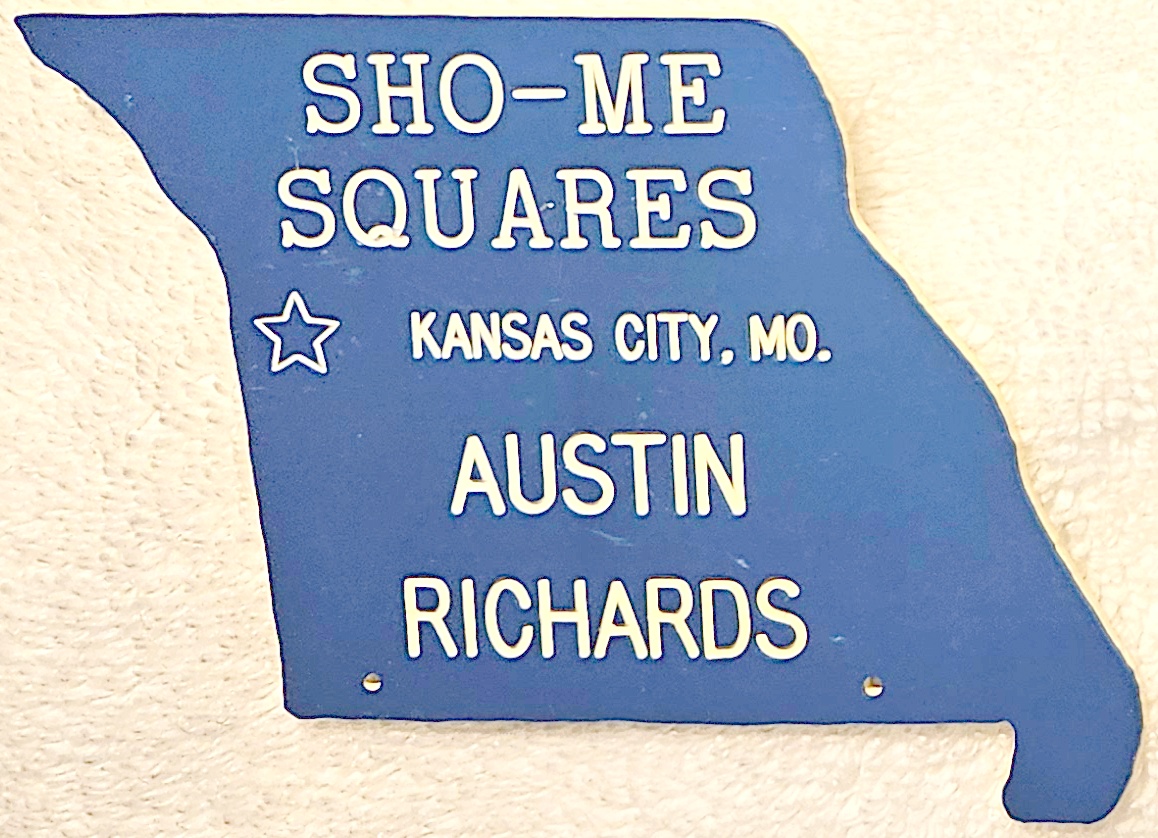 SHO-ME
SQUARES
KANSAS CITY, MO.
AUSTIN
RICHARDS